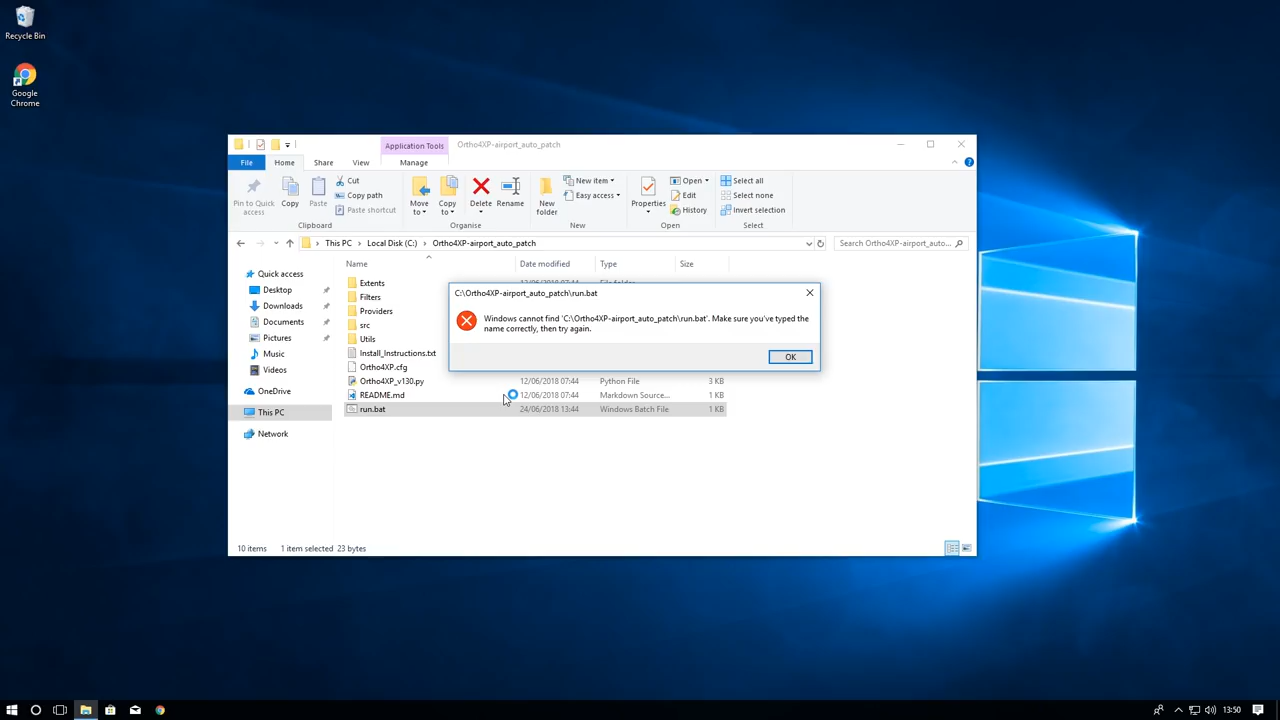 Recycle Bin
Google
Chrome
Application Tools
Ortho4XP-airport_auto_patch
File
Home
Share
View
Manage
Pin to Quick
access
Copy
Paste
Cut
Copy path
Paste shortcut
Clipboard
Move
to
Copy
to
Delete
Rename
Organise
New
folder
New item
Easy access
New
Properties
Open
Edit
History
Open
Select all
Select none
Invert selection
Select
This PC
Local Disk (C:)
Ortho4XP-airport_auto_patch
Search Ortho4XP-airport_auto...
Name
Date modified
Type
Size
Quick access
Desktop
Downloads
Documents
Pictures
Music
Videos
OneDrive
This PC
Network
Extents
Filters
Providers
src
Utils
Install_Instructions.txt
Ortho4XP.cfg
Ortho4XP_v130.py 12/06/2018 07:44 Python File 3 KB
README.md 12/06/2018 07:44 Markdown Source... 1 KB
run.bat 24/06/2018 13:44 Windows Batch File 1 KB
C:\Ortho4XP-airport_auto_patch\run.bat
Windows cannot find 'C:\Ortho4XP-airport_auto_patch\run.bat'. Make sure you've typed the
name correctly, then try again.
OK
10 items 1 item selected 23 bytes
13:50